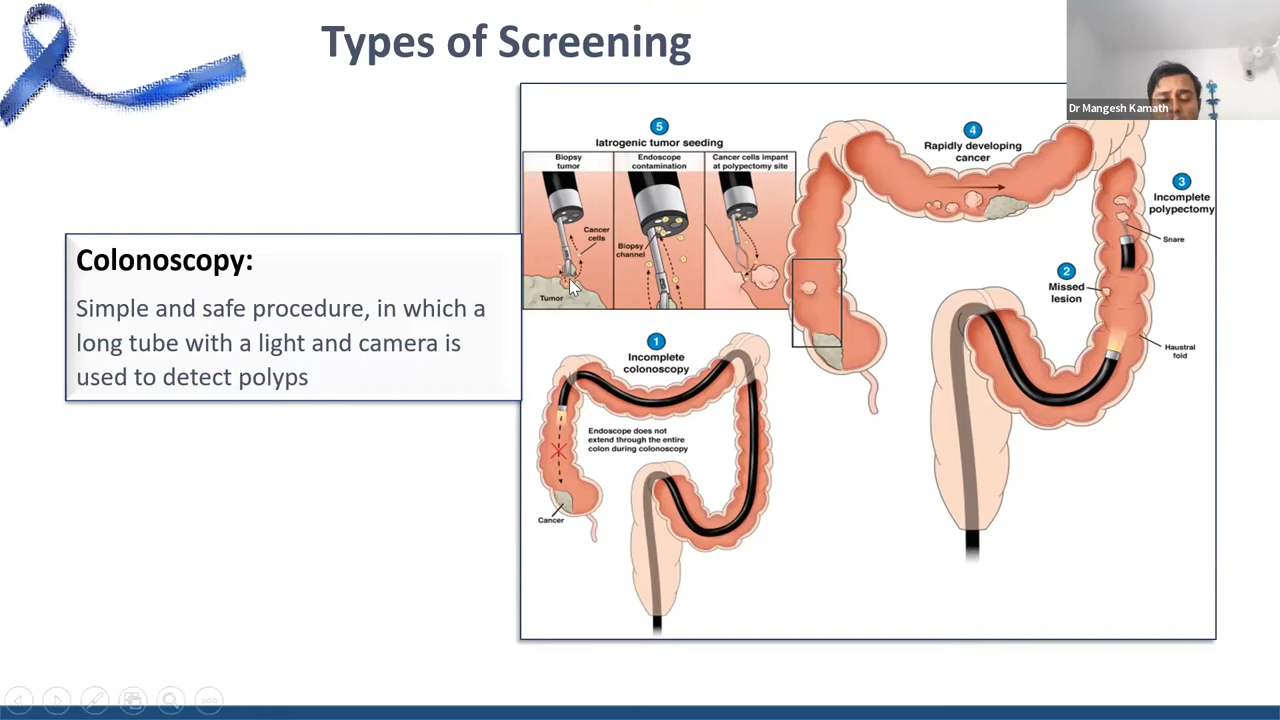 Types of Screening
Dr Mangesh Kamath
Colonoscopy:
Simple and safe procedure, in which a
long tube with a light and camera is
used to detect polyps
5
Iatrogenic tumor seeding
Biopsy
tumor
Endoscope
contamination
Cancer cells impant
at polypectomy site
Cancer
cells
Biopsy
channel
Tumor
4
Rapidly developing
cancer
3
Incomplete
polypectomy
Snare
2
Missed
lesion
Haustral
fold
1
Incomplete
colonoscopy
Endoscope does not
extend through the entire
colon during colonoscopy
Cancer